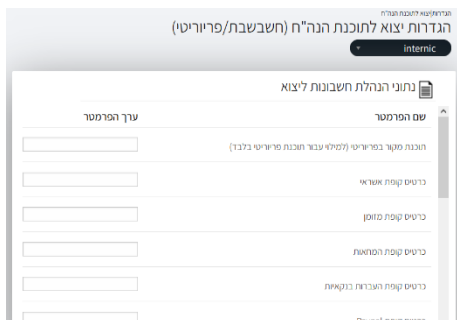 הגדרות\יצוא לתוכנת הנה"ח
הגדרות יצוא לתוכנת הנה"ח (חשבשבת/פריוריטי)
internic
נתוני הנהלת חשבונות ליצוא
שם הפרמטר ערך הפרמטר
תוכנת מקור בפריוריטי (למילוי עבור תוכנת פריוריטי בלבד)
כרטיס קופת אשראי
כרטיס קופת מזומן
כרטיס קופת המחאות
כרטיס קופת העברות בנקאיות